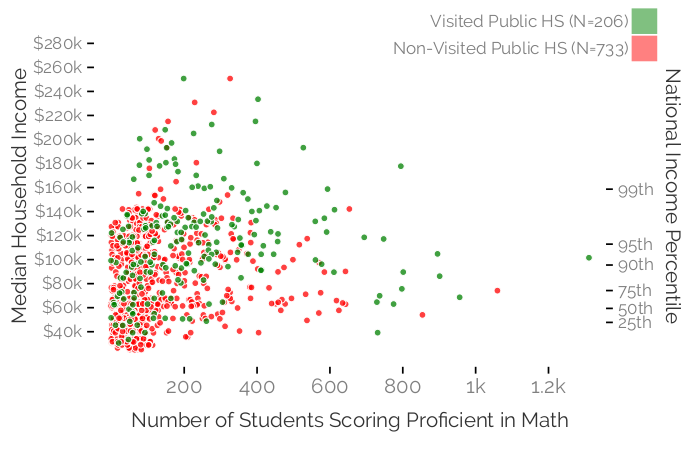 Visited Public HS (N=206)
Non-Visited Public HS (N=733)
Median Household Income
$280k
$260k
$240k
$220k
$200k
$180k
$160k
$140k
$120k
$100k
$80k
$60k
$40k
National Income Percentile
99th
95th
90th
75th
50th
25th
200
400
600
800
1k
1.2k
Number of Students Scoring Proficient in Math